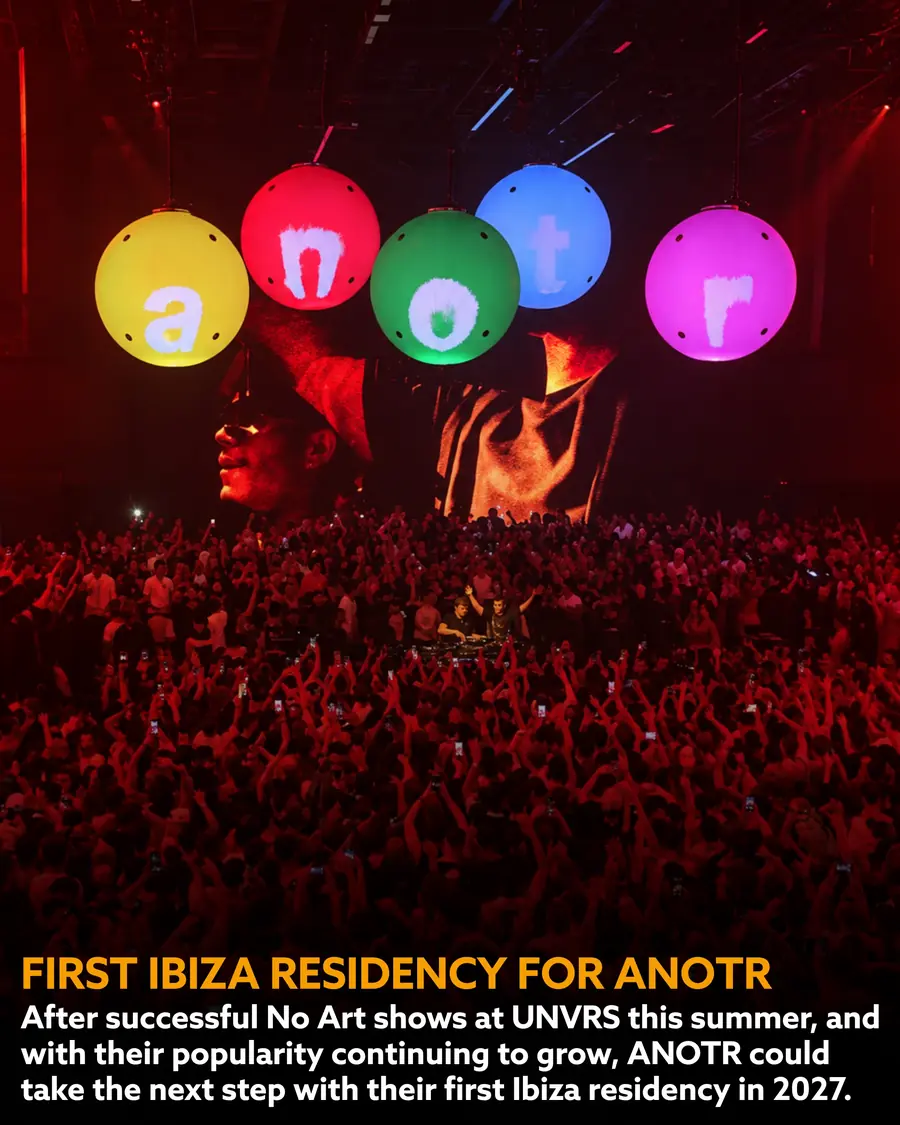 anotr
FIRST IBIZA RESIDENCY FOR ANOTR
After successful No Art shows at UNVRS this summer, and
with their popularity continuing to grow, ANOTR could
take the next step with their first Ibiza residency in 2027.